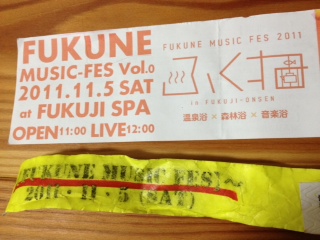 FUKUNE
MUSIC-FES Vol.0
2011.11.5 SAT
at FUKUJI SPA
OPEN 11:00 LIVE 12:00
FUKUNE MUSIC FES 2011
ふく音
in FUKUJI-ONSEN
温泉浴 × 森林浴 × 音楽浴
FUKUNE MUSIC FES!~
2011・11・5 (SAT)